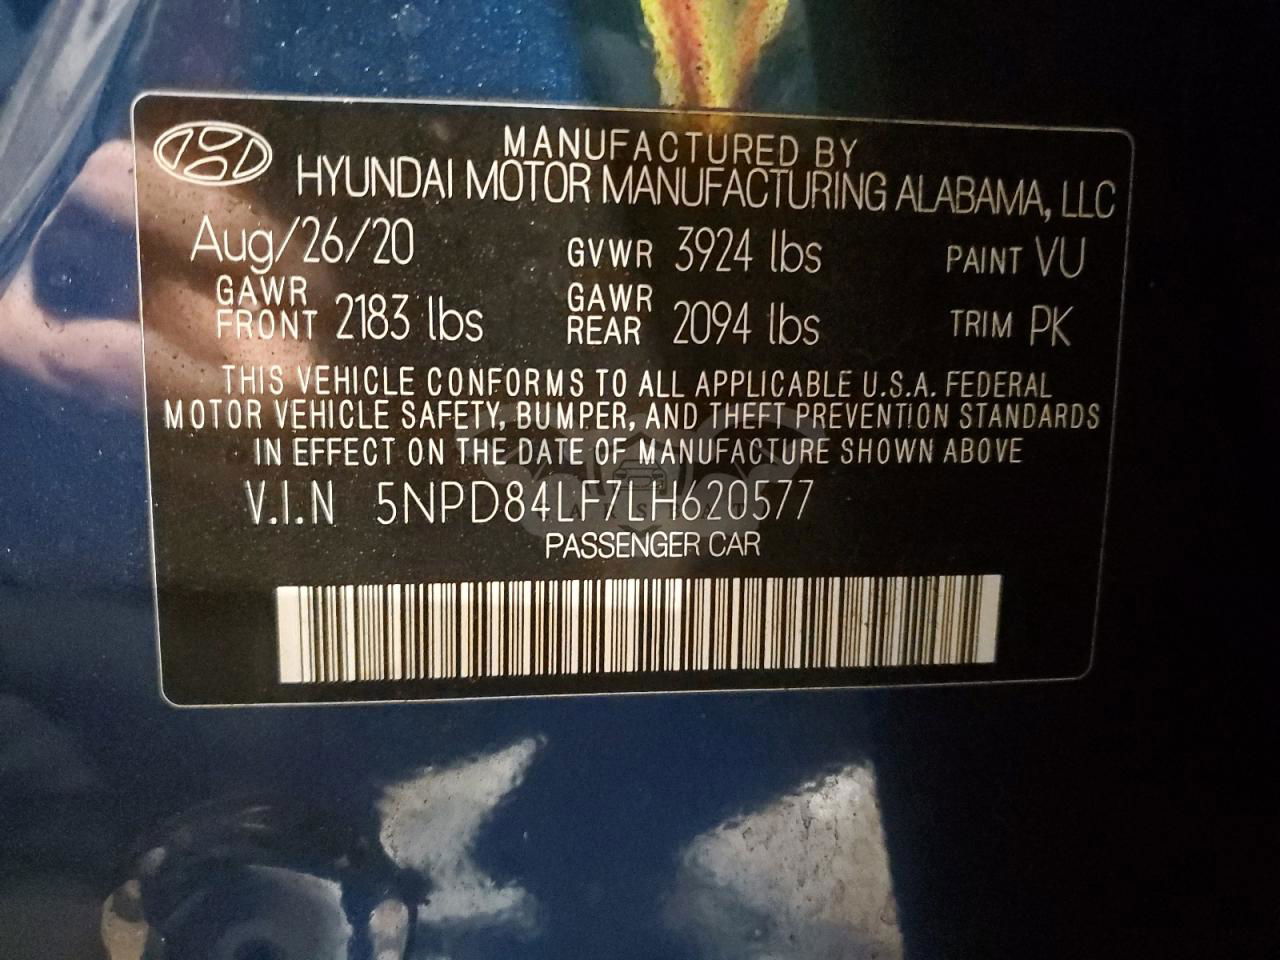 MANUFACTURED BY
HYUNDAI MOTOR MANUFACTURING ALABAMA, LLC
Aug/26/20 GVWR 3924 lbs PAINT VU
GAWR FRONT 2183 lbs GAWR REAR 2094 lbs TRIM PK
THIS VEHICLE CONFORMS TO ALL APPLICABLE U.S.A. FEDERAL
MOTOR VEHICLE SAFETY, BUMPER, AND THEFT PREVENTION STANDARDS
IN EFFECT ON THE DATE OF MANUFACTURE SHOWN ABOVE
V.I.N 5NPD84LF7LH620577
PASSENGER CAR